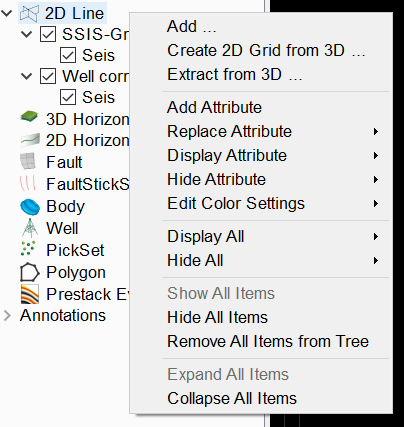 2D Line
SSIS-Gr
Seis
Well corr
Seis
3D Horizon
2D Horizon
Fault
FaultStickS
Body
Well
PickSet
Polygon
Prestack Ev
Annotations
Add ...
Create 2D Grid from 3D ...
Extract from 3D ...
Add Attribute
Replace Attribute
Display Attribute
Hide Attribute
Edit Color Settings
Display All
Hide All
Show All Items
Hide All Items
Remove All Items from Tree
Expand All Items
Collapse All Items